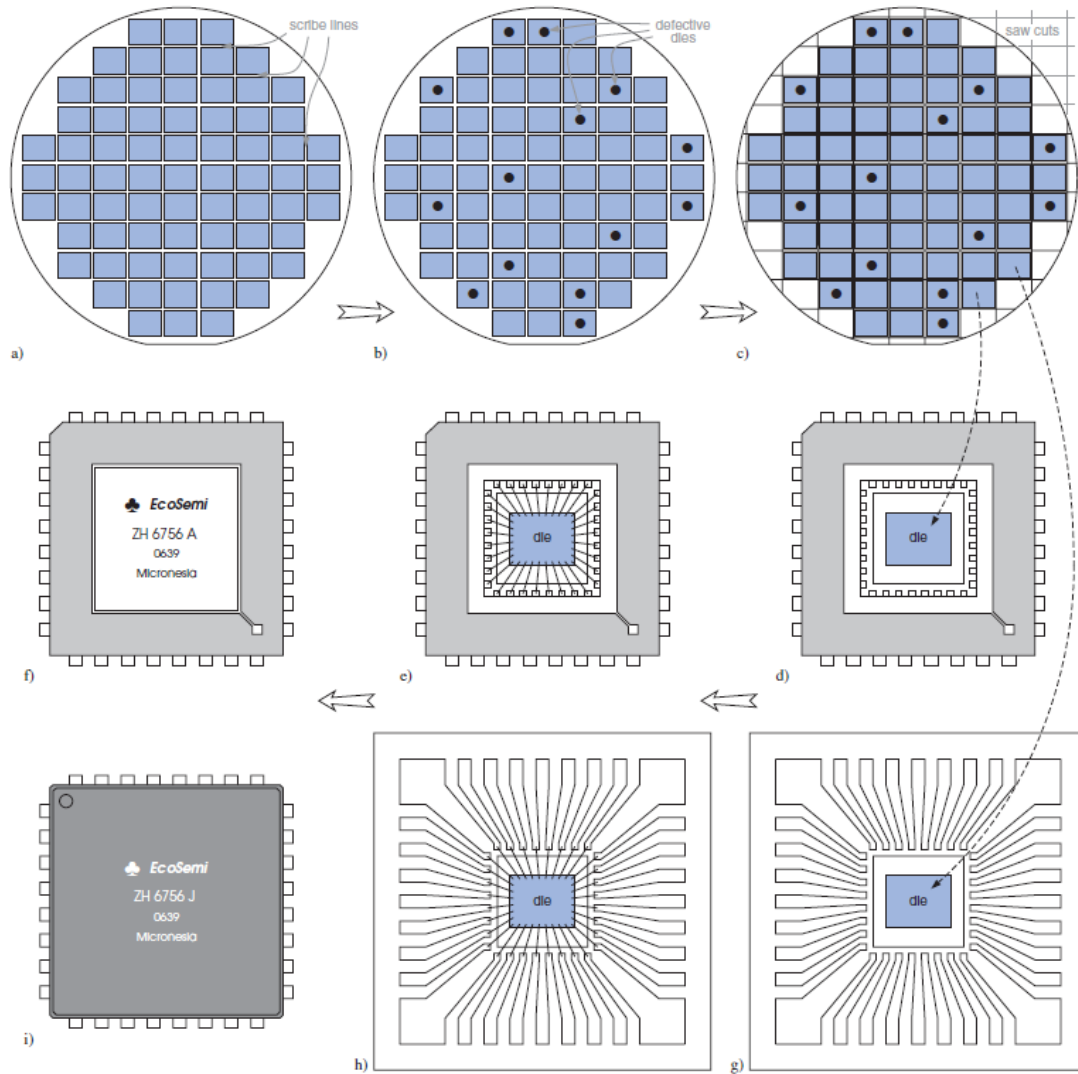 scribe lines
defective
dies
saw cuts
a)
b)
c)
EcoSemi
ZH 6756 A
0639
Micronesia
die
die
f)
e)
d)
EcoSemi
ZH 6756 J
0639
Micronesia
die
die
i)
h)
g)